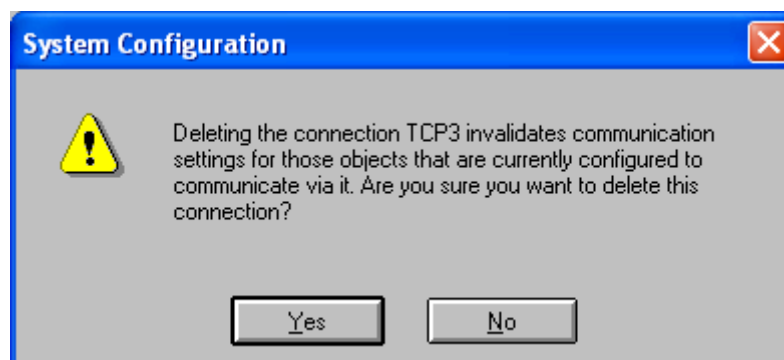 System Configuration
Deleting the connection TCP3 invalidates communication
settings for those objects that are currently configured to
communicate via it. Are you sure you want to delete this
connection?
Yes No